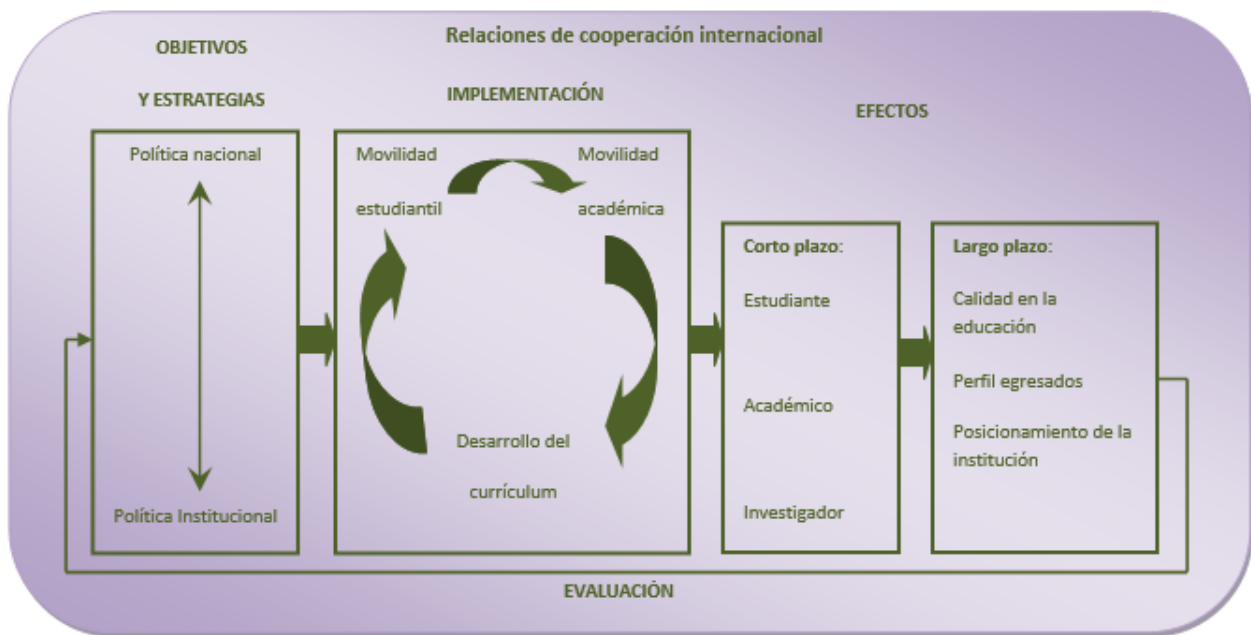 Relaciones de cooperación internacional
OBJETIVOS
Y ESTRATEGIAS
Política nacional
Política Institucional
IMPLEMENTACIÓN
Movilidad
estudiantil
Movilidad
académica
Desarrollo del
currículum
EFECTOS
Corto plazo:
Estudiante
Académico
Investigador
Largo plazo:
Calidad en la
educación
Perfil egresados
Posicionamiento de la
institución
EVALUACIÓN